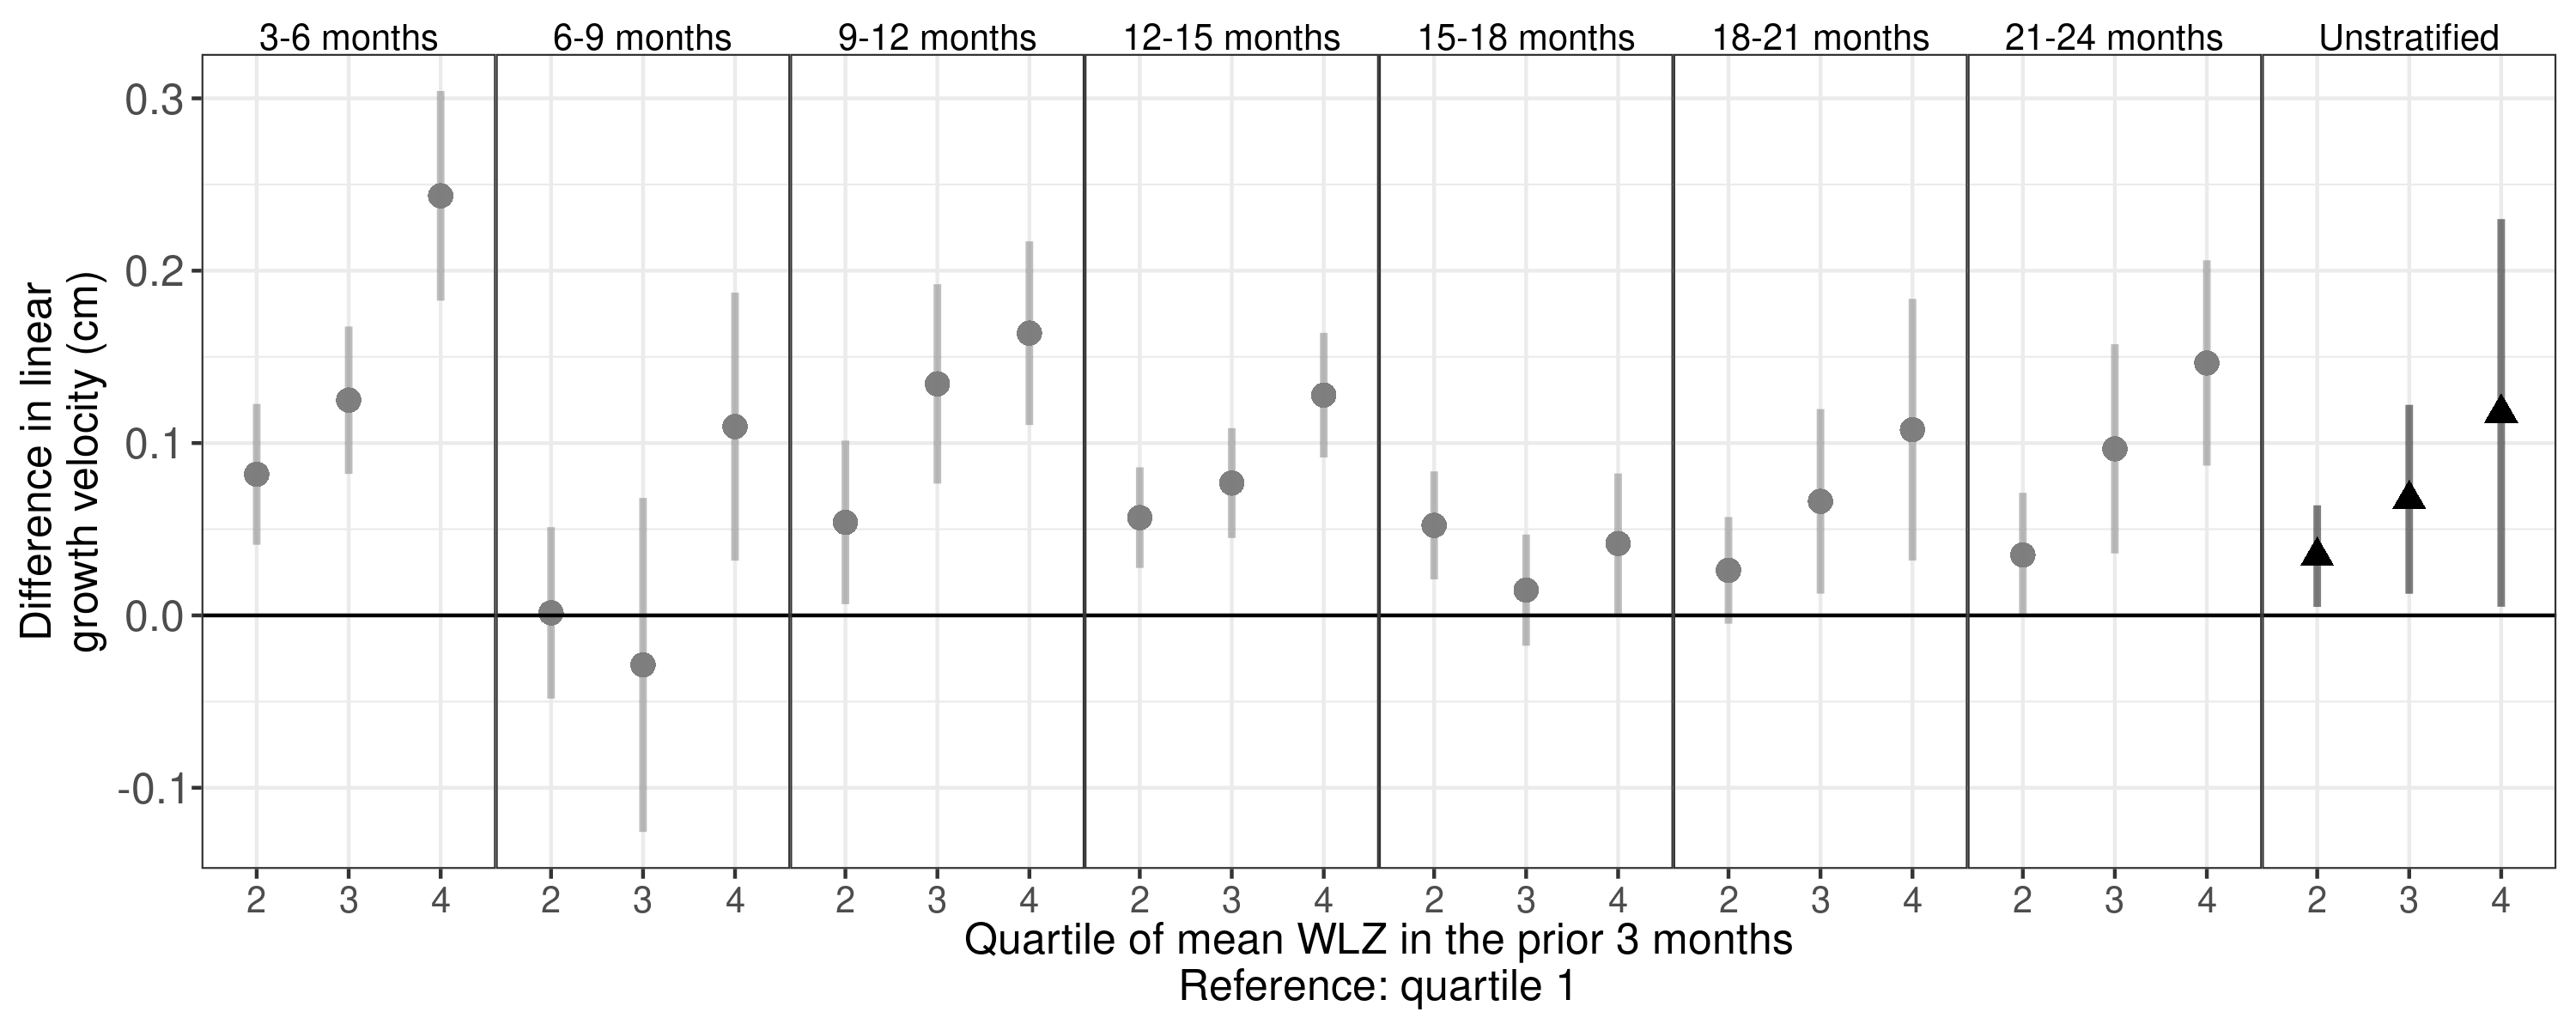 3-6 months 6-9 months 9-12 months 12-15 months 15-18 months 18-21 months 21-24 months Unstratified
Difference in linear
growth velocity (cm)
0.3
0.2
0.1
0.0
-0.1
2 3 4 2 3 4 2 3 4 2 3 4 2 3 4 2 3 4 2 3 4 2 3 4
Quartile of mean WLZ in the prior 3 months
Reference: quartile 1